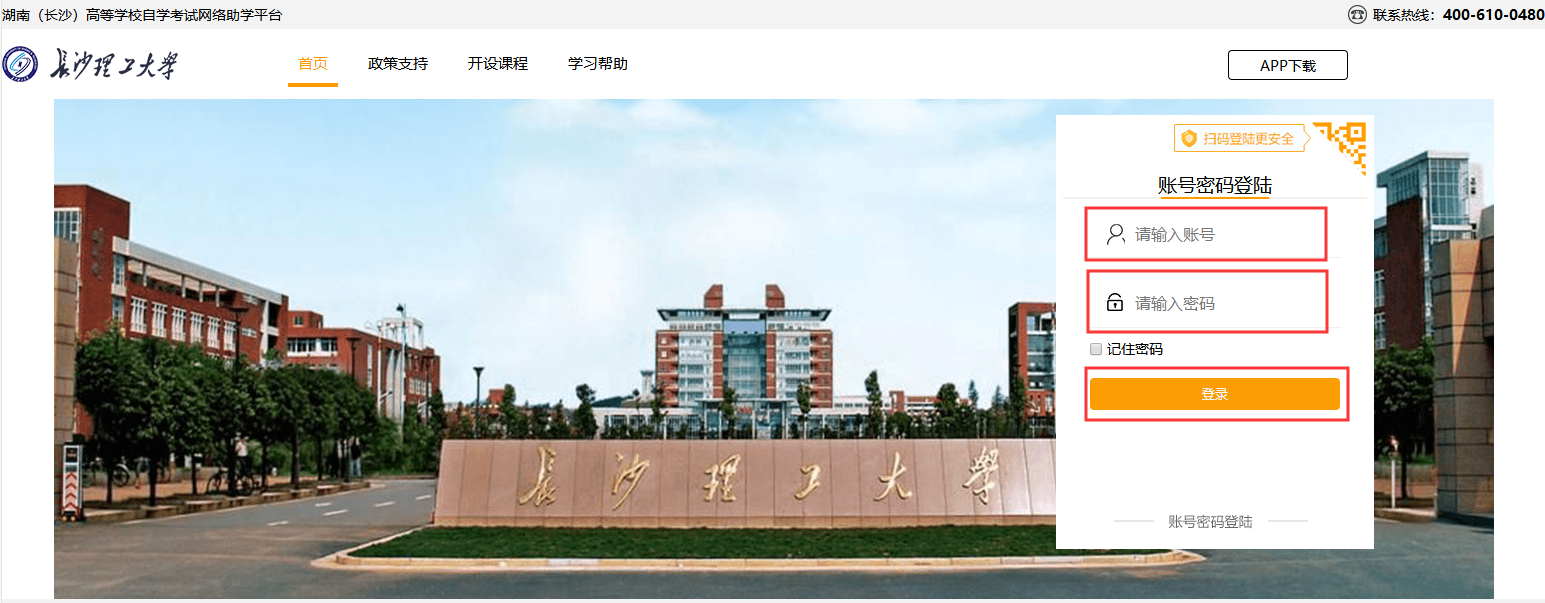 湖南（长沙）高等学校自学考试网络助学平台
联系热线：400-610-0480
长沙理工大学
首页 政策支持 开设课程 学习帮助
APP下载
扫码登陆更安全
账号密码登陆
请输入账号
请输入密码
记住密码
登录
長沙理工大學
账号密码登陆